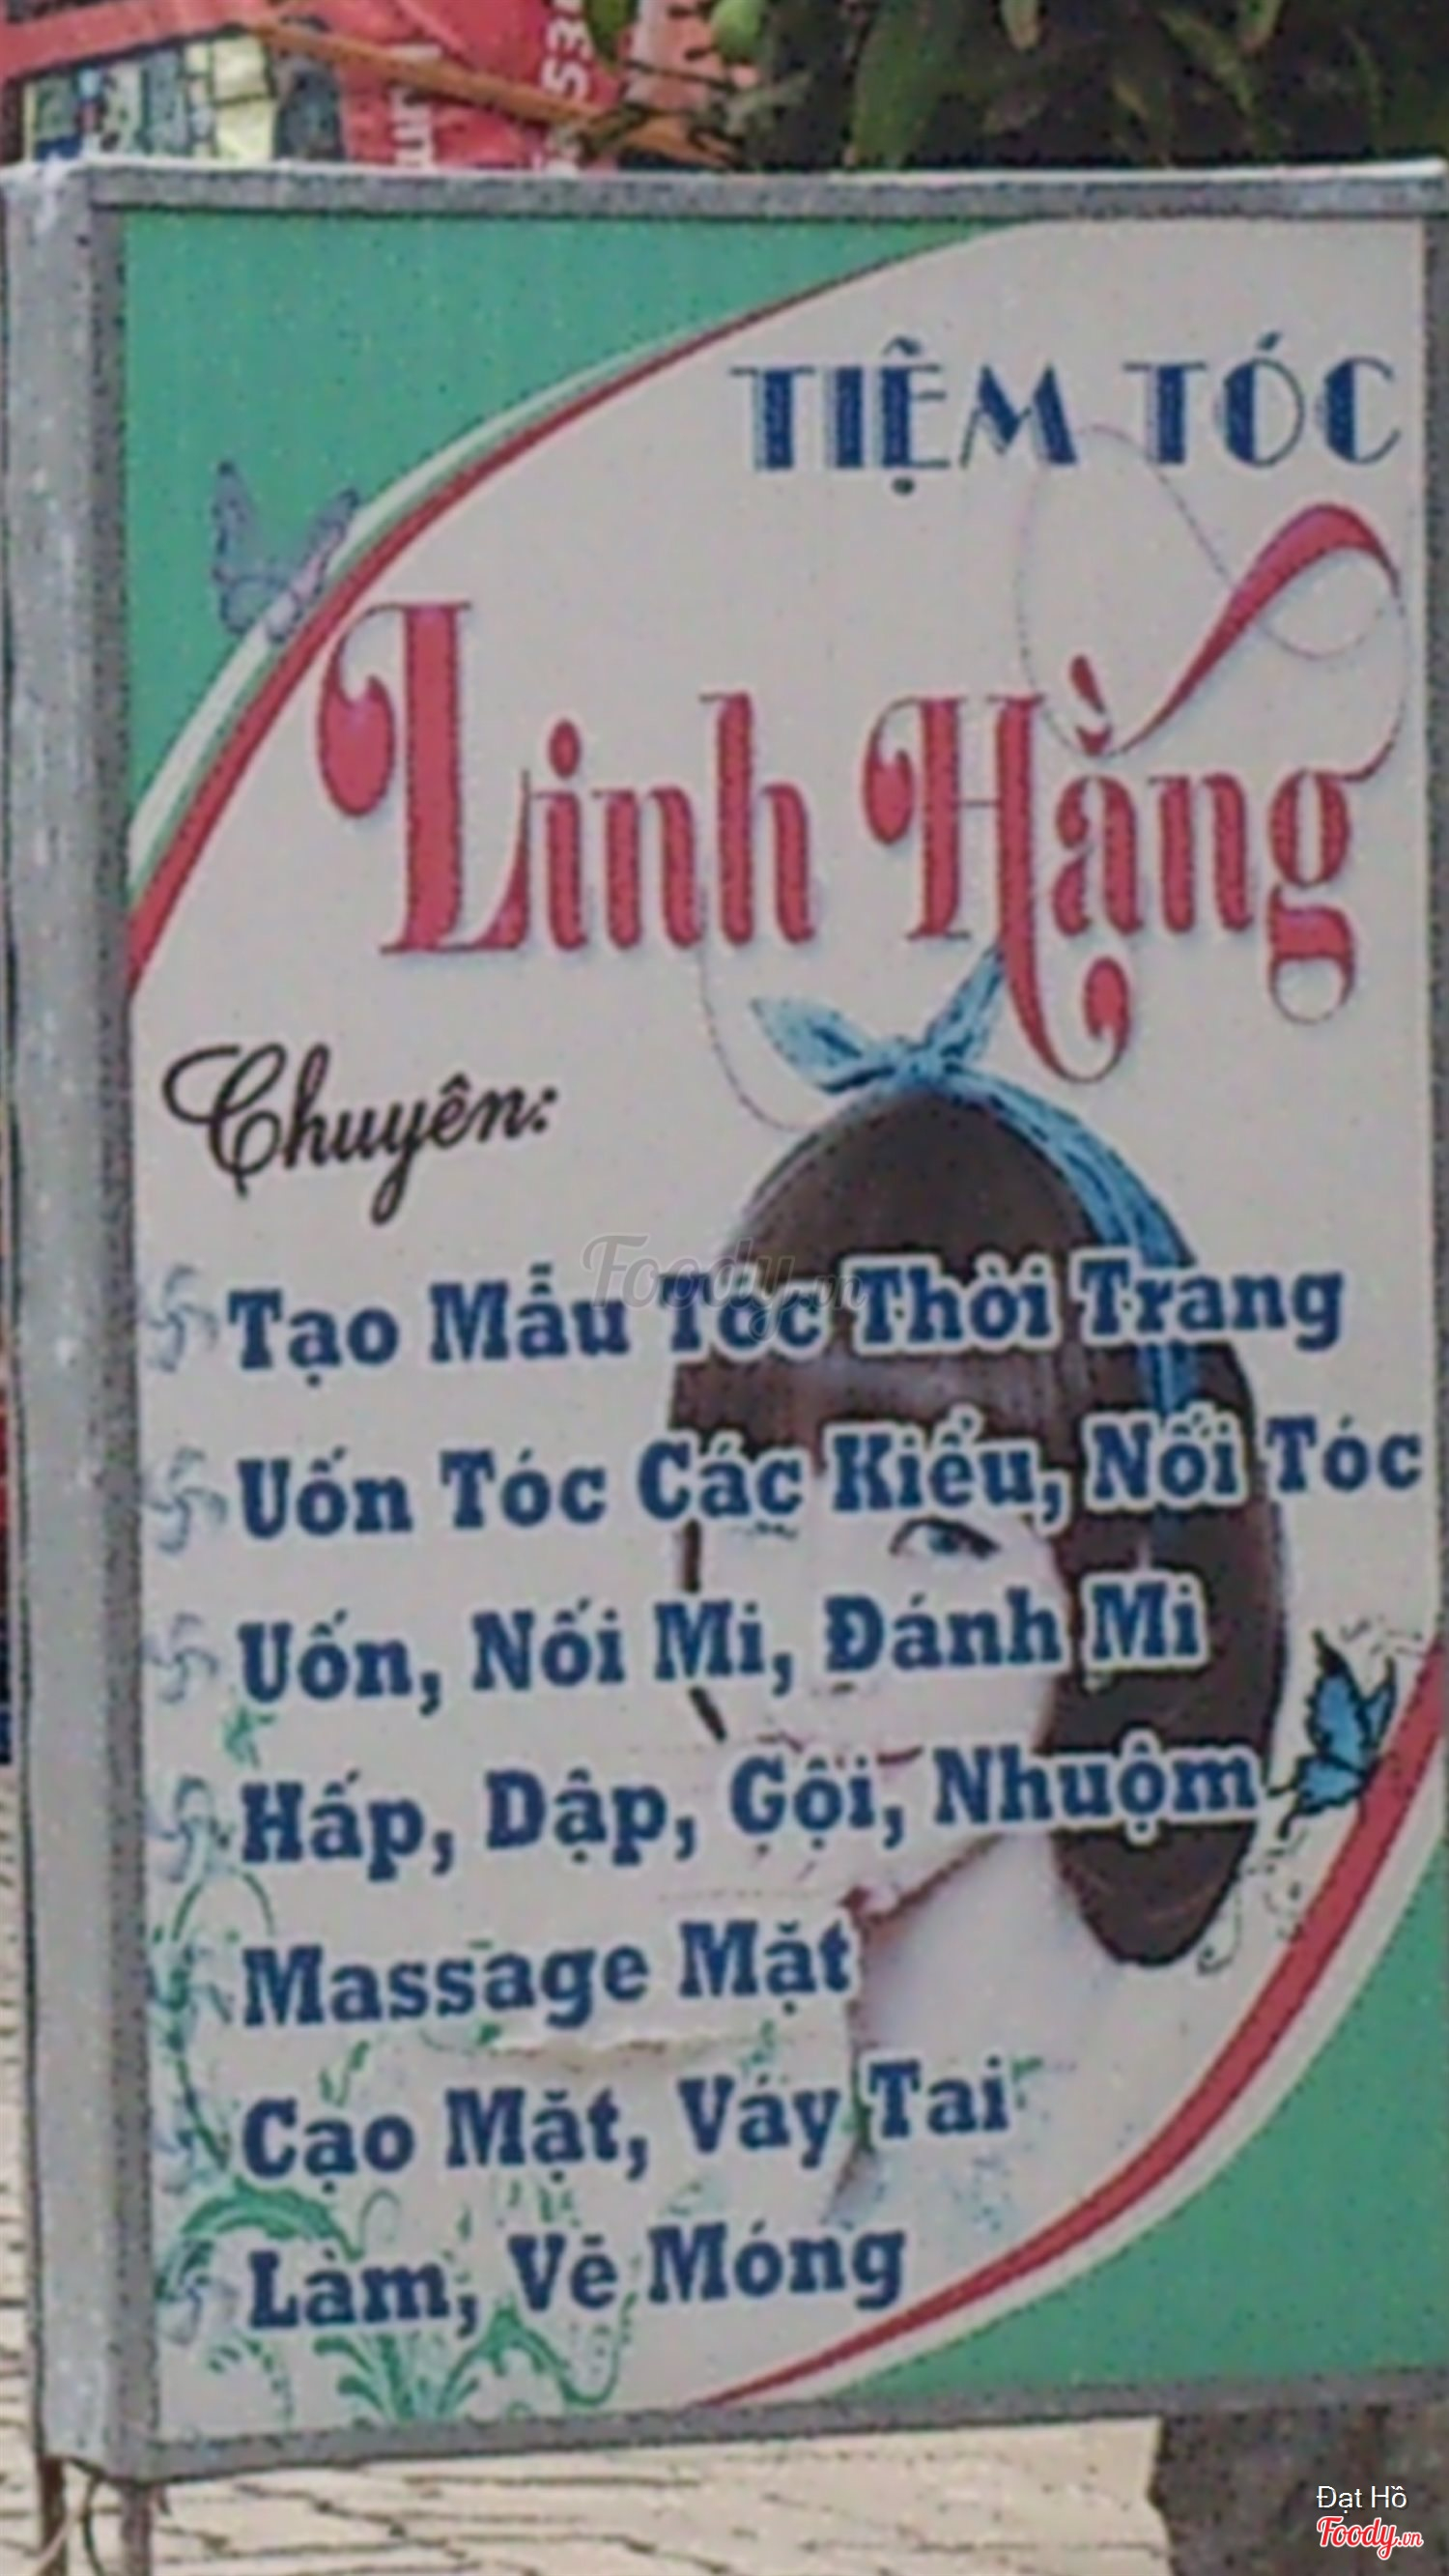 TIỆM TÓC
Linh Hằng
Chuyên:
Tạo Mẫu Tóc Thời Trang
Uốn Tóc Các Kiểu, Nối Tóc
Uốn, Nối Mi, Đánh Mi
Hấp, Dập, Gội, Nhuộm
Massage Mặt
Cạo Mặt, Váy Tai
Làm, Vẽ Móng
Foody.vn
Đạt Hồ
Foody.vn